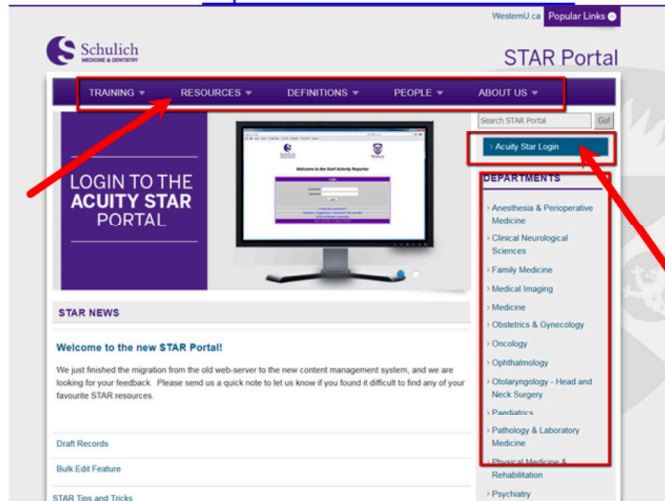 WesternU.ca Popular Links
Schulich
MEDICINE & DENTISTRY
STAR Portal
TRAINING RESOURCES DEFINITIONS PEOPLE ABOUT US
Search STAR Portal Go!
> Acuity Star Login
LOGIN TO THE
ACUITY STAR
PORTAL
Welcome to the Staff Activity Reporter
DEPARTMENTS
> Anesthesia & Perioperative
Medicine
> Clinical Neurological
Sciences
> Family Medicine
> Medical Imaging
> Medicine
> Obstetrics & Gynecology
> Oncology
> Ophthalmology
> Otolaryngology - Head and
Neck Surgery
> Paediatrics
> Pathology & Laboratory
Medicine
> Physical Medicine &
Rehabilitation
> Psychiatry
STAR NEWS
Welcome to the new STAR Portal!
We just finished the migration from the old web-server to the new content management system, and we are
looking for your feedback. Please send us a quick note to let us know if you found it difficult to find any of your
favourite STAR resources.
Draft Records
Bulk Edit Feature
STAR Tips and Tricks